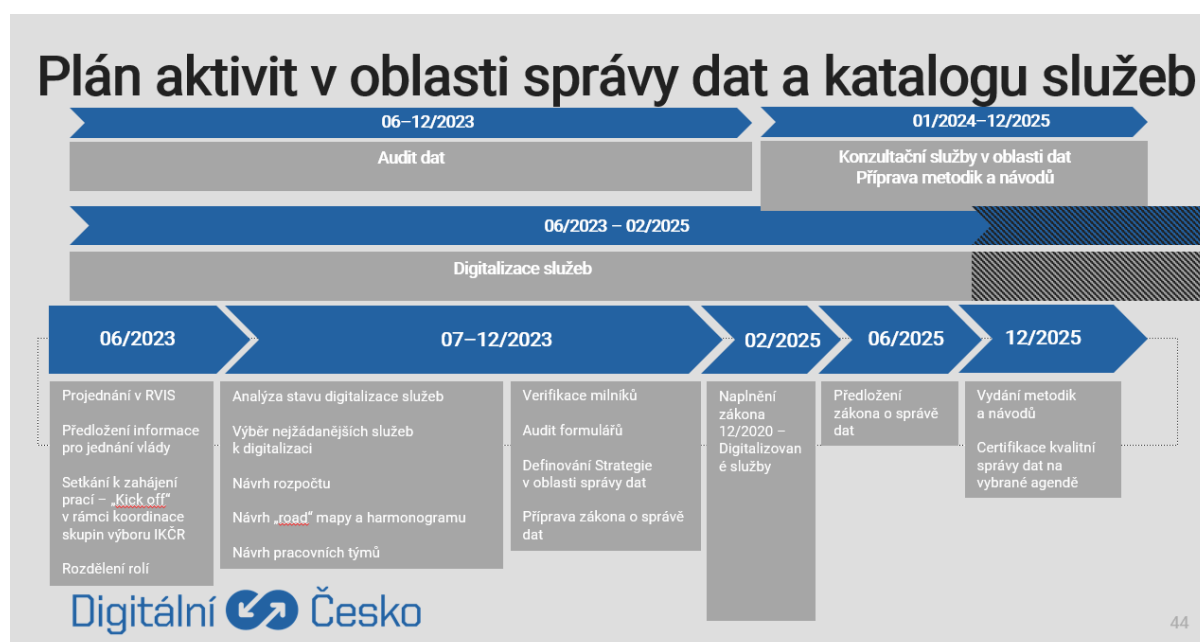 Plán aktivit v oblasti správy dat a katalogu služeb
06–12/2023
01/2024–12/2025
Audit dat
Konzultační služby v oblasti dat
Příprava metodik a návodů
06/2023 – 02/2025
Digitalizace služeb
06/2023
07–12/2023
02/2025
06/2025
12/2025
Projednání v RVIS
Předložení informace
pro jednání vlády
Setkání k zahájení
prací – „Kick off“
v rámci koordinace
skupin výboru IKČR
Rozdělení rolí
Analýza stavu digitalizace služeb
Výběr nejžádanějších služeb
k digitalizaci
Návrh rozpočtu
Návrh „road“ mapy a harmonogramu
Návrh pracovních týmů
Verifikace milníků
Audit formulářů
Definování Strategie
v oblasti správy dat
Příprava zákona o správě
dat
Naplnění
zákona
12/2020 –
Digitalizovan
é služby
Předložení
zákona o správě
dat
Vydání metodik
a návodů
Certifikace kvalitní
správy dat na
vybrané agendě
Digitální Česko
44